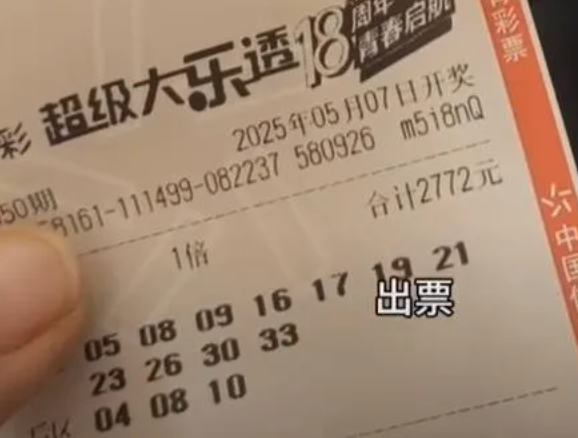 彩 超级大乐透 18周年 青春启航
彩票
2025年05月07日开奖
50期
8161-111499-082237 580926 m5i8nQ
1倍 合计2772元
05 08 09 16 17 19 21
出票
23 26 30 33
04 08 10
中国